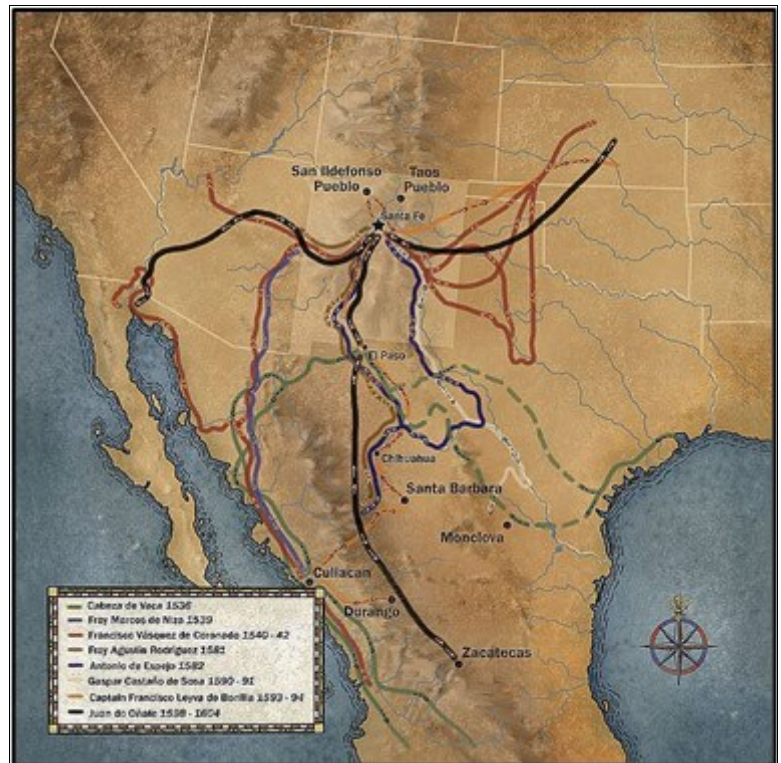 San Ildefonso Pueblo
Taos Pueblo
Santa Fe
El Paso
Chihuahua
Santa Barbara
Monclova
Culiacan
Durango
Zacatecas
Cabeza de Vaca 1536
Fray Marcos de Niza 1539
Francisco Vásquez de Coronado 1540 - 42
Fray Agustín Rodríguez 1581
Antonio de Espejo 1582
Gaspar Castaño de Sosa 1590 - 91
Captain Francisco Leyva de Bonilla 1593 - 94
Juan de Oñate 1598 - 1604